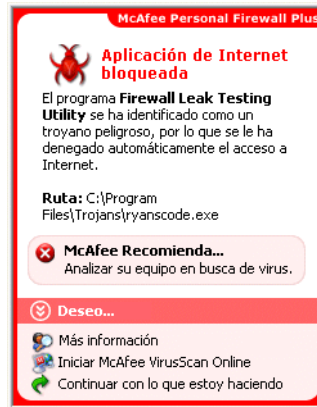 McAfee Personal Firewall Plus
Aplicación de Internet
bloqueada
El programa Firewall Leak Testing
Utility se ha identificado como un
troyano peligroso, por lo que se le ha
denegado automáticamente el acceso a
Internet.
Ruta: C:\Program
Files\Trojans\ryanscode.exe
McAfee Recomienda...
Analizar su equipo en busca de virus.
Deseo...
Más información
Iniciar McAfee VirusScan Online
Continuar con lo que estoy haciendo